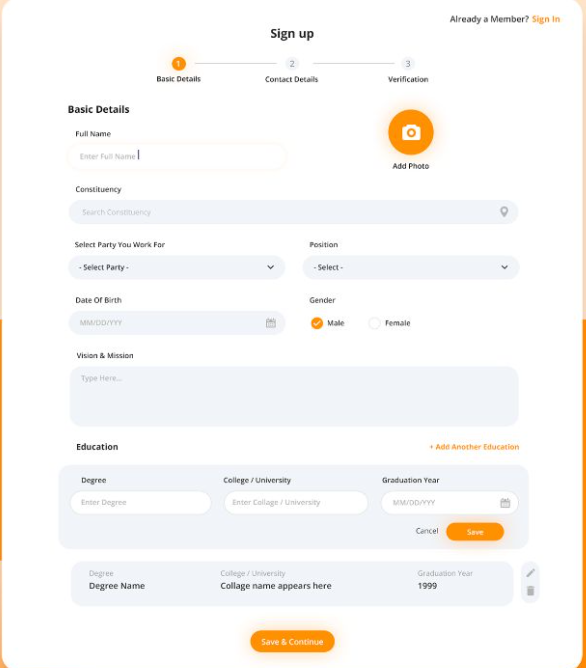 Already a Member? Sign In
Sign up
1 2 3
Basic Details Contact Details Verification
Basic Details
Full Name
Enter Full Name
Add Photo
Constituency
Search Constituency
Select Party You Work For Position
- Select Party - - Select -
Date Of Birth Gender
MM/DD/YYY Male Female
Vision & Mission
Type Here...
Education + Add Another Education
Degree College / University Graduation Year
Enter Degree Enter Collage / University MM/DD/YYY
Cancel Save
Degree College / University Graduation Year
Degree Name Collage name appears here 1999
Save & Continue